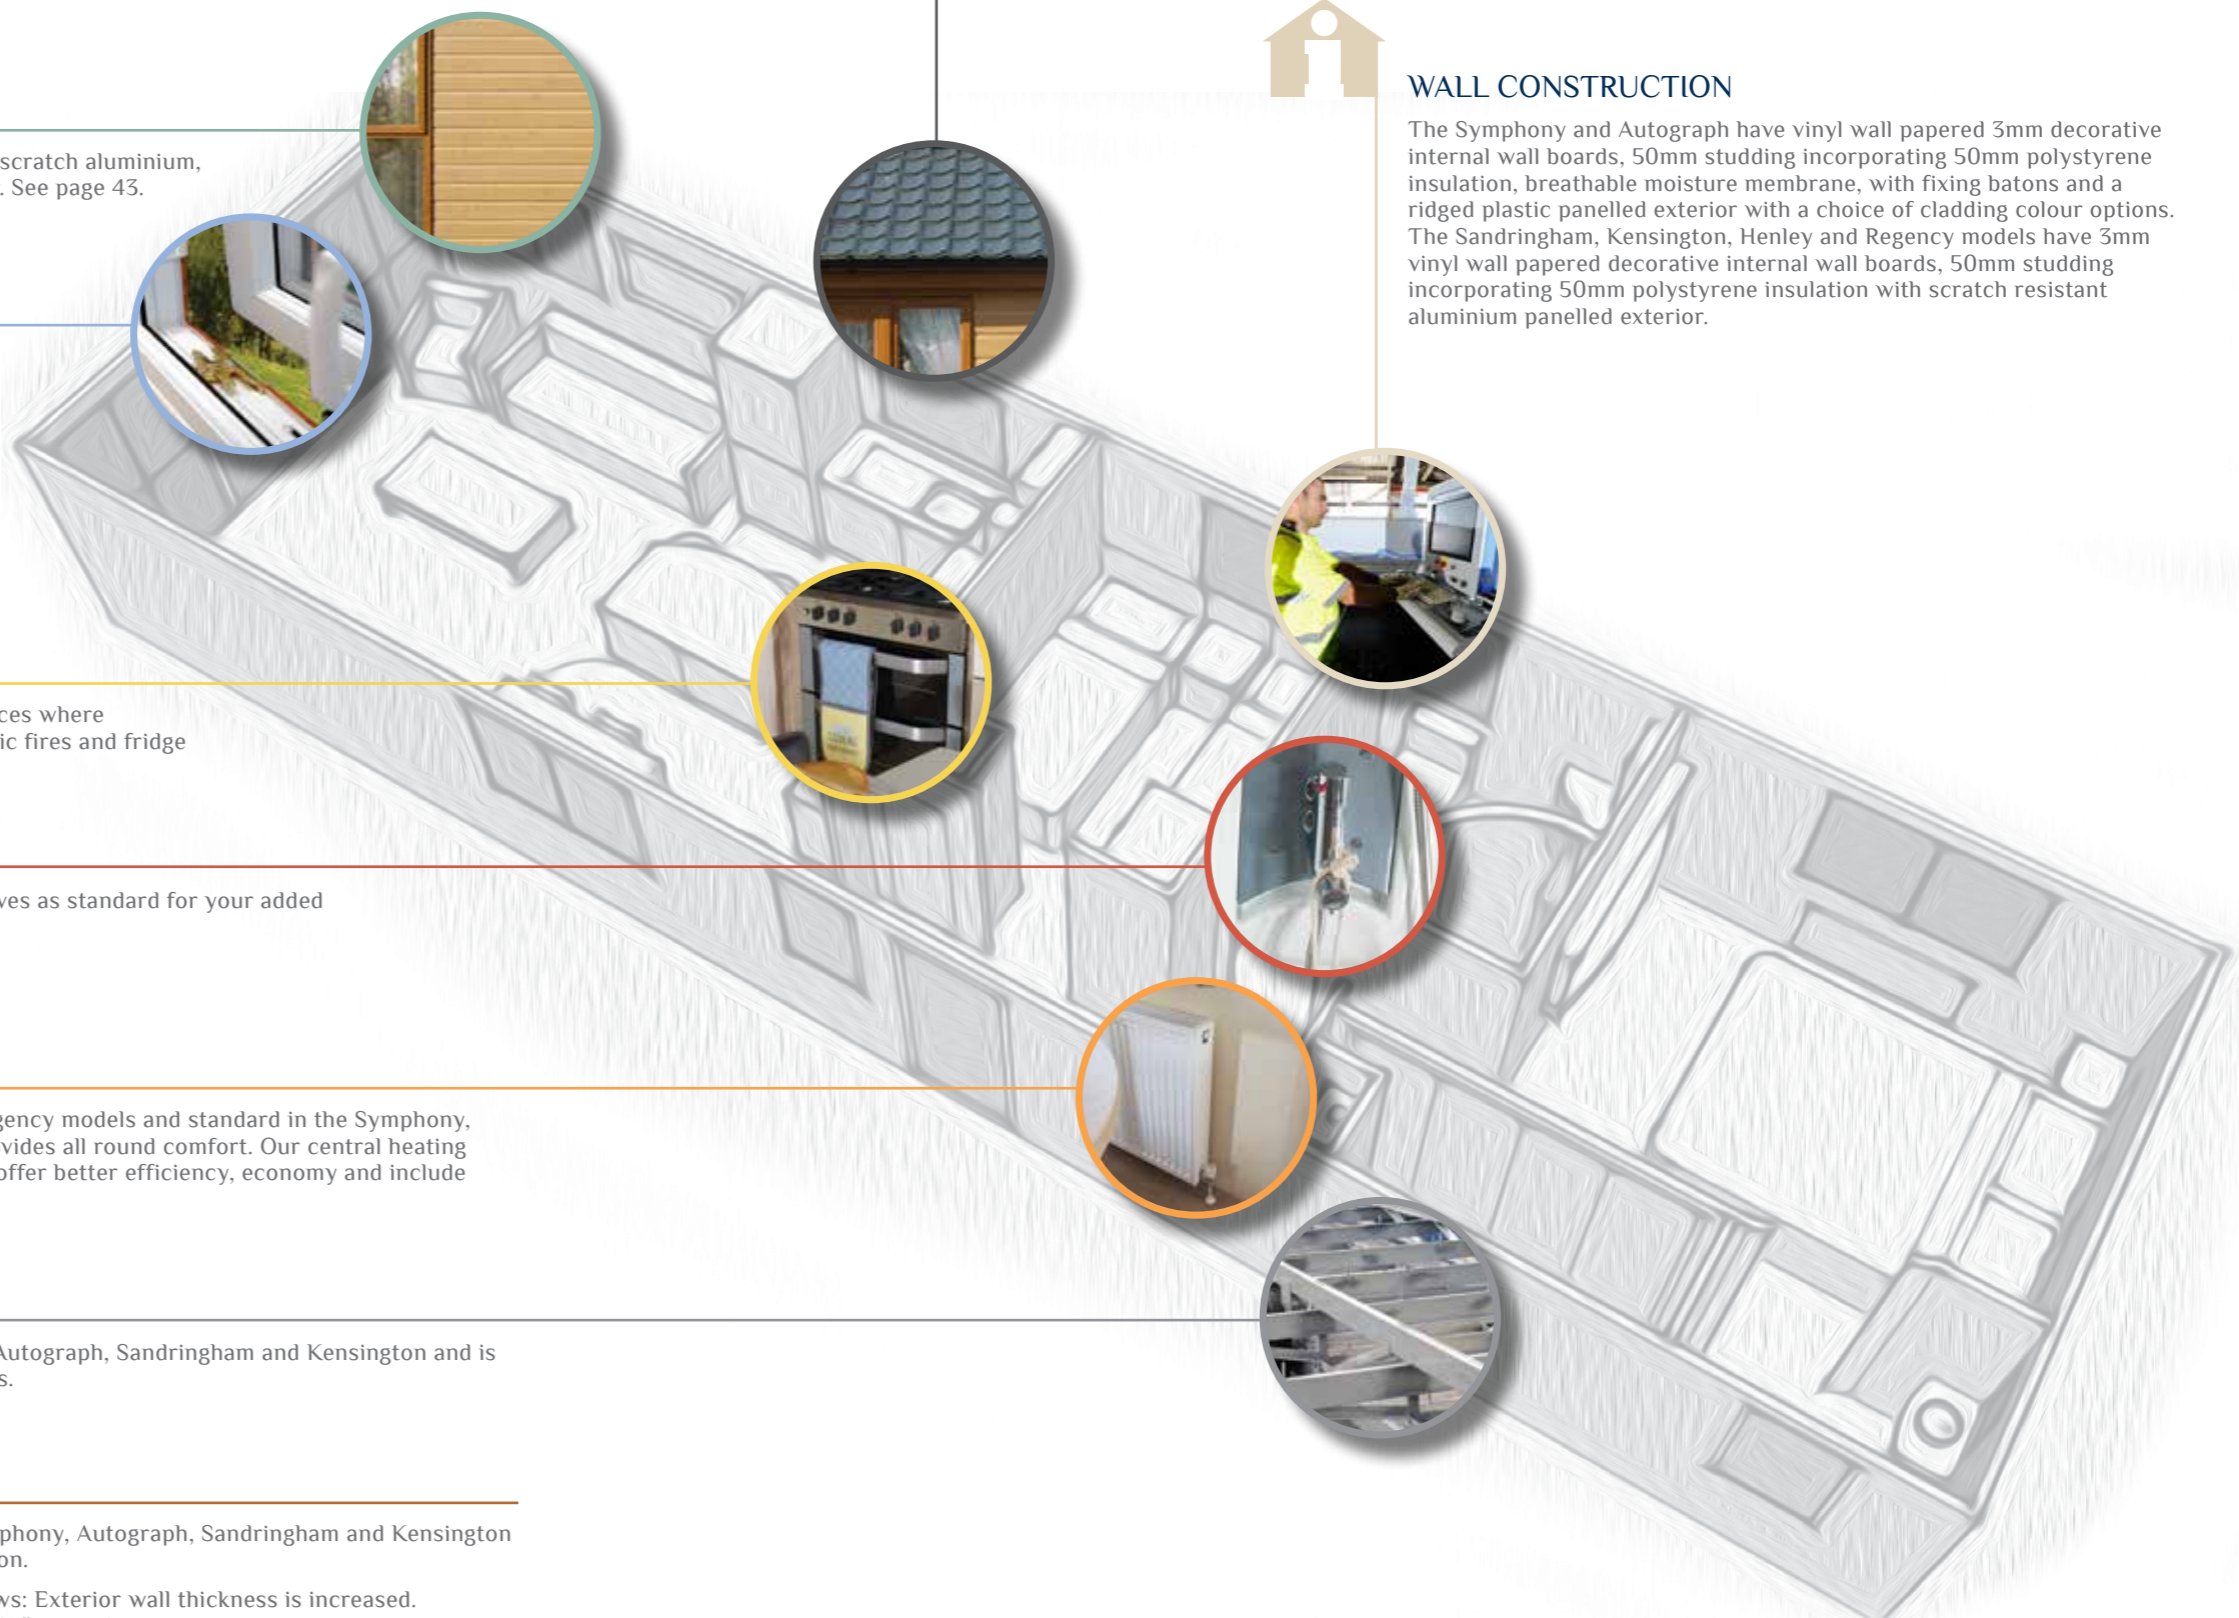 scratch aluminium,
. See page 43.
WALL CONSTRUCTION
The Symphony and Autograph have vinyl wall papered 3mm decorative
internal wall boards, 50mm studding incorporating 50mm polystyrene
insulation, breathable moisture membrane, with fixing batons and a
ridged plastic panelled exterior with a choice of cladding colour options.
The Sandringham, Kensington, Henley and Regency models have 3mm
vinyl wall papered decorative internal wall boards, 50mm studding
incorporating 50mm polystyrene insulation with scratch resistant
aluminium panelled exterior.
ces where
ic fires and fridge
ves as standard for your added
gency models and standard in the Symphony,
vides all round comfort. Our central heating
offer better efficiency, economy and include
Autograph, Sandringham and Kensington and is
s.
phony, Autograph, Sandringham and Kensington
on.
ws: Exterior wall thickness is increased.